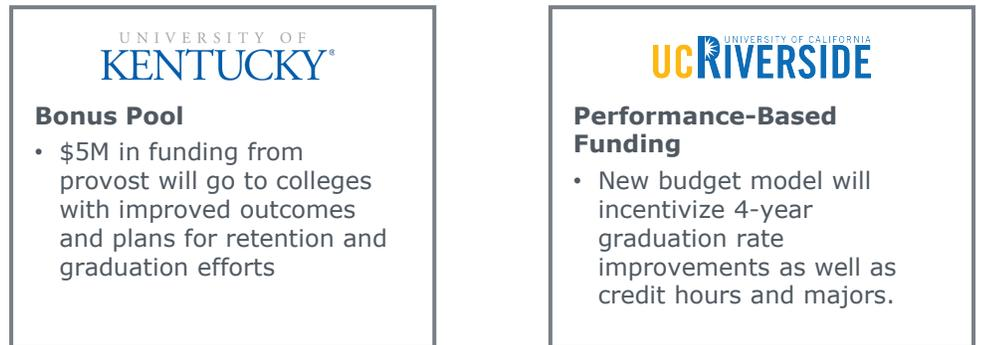 UNIVERSITY OF
KENTUCKY®
Bonus Pool
• $5M in funding from
provost will go to colleges
with improved outcomes
and plans for retention and
graduation efforts
UNIVERSITY OF CALIFORNIA
UCRIVERSIDE
Performance-Based
Funding
• New budget model will
incentivize 4-year
graduation rate
improvements as well as
credit hours and majors.